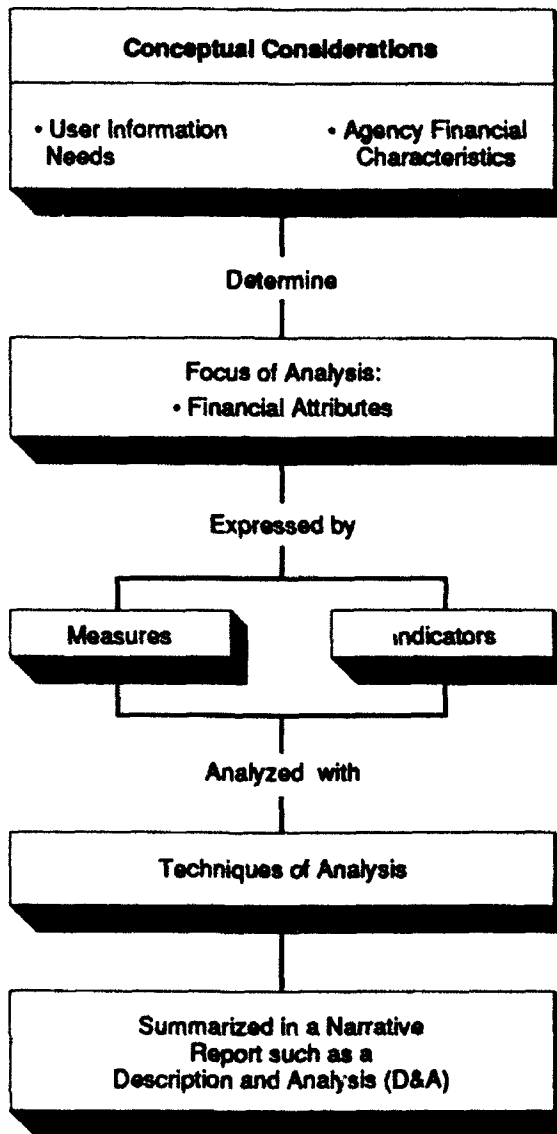 Conceptual Considerations
• User Information
Needs
• Agency Financial
Characteristics
Determine
Focus of Analysis:
• Financial Attributes
Expressed by
Measures
Indicators
Analyzed with
Techniques of Analysis
Summarized in a Narrative
Report such as a
Description and Analysis (D&A)